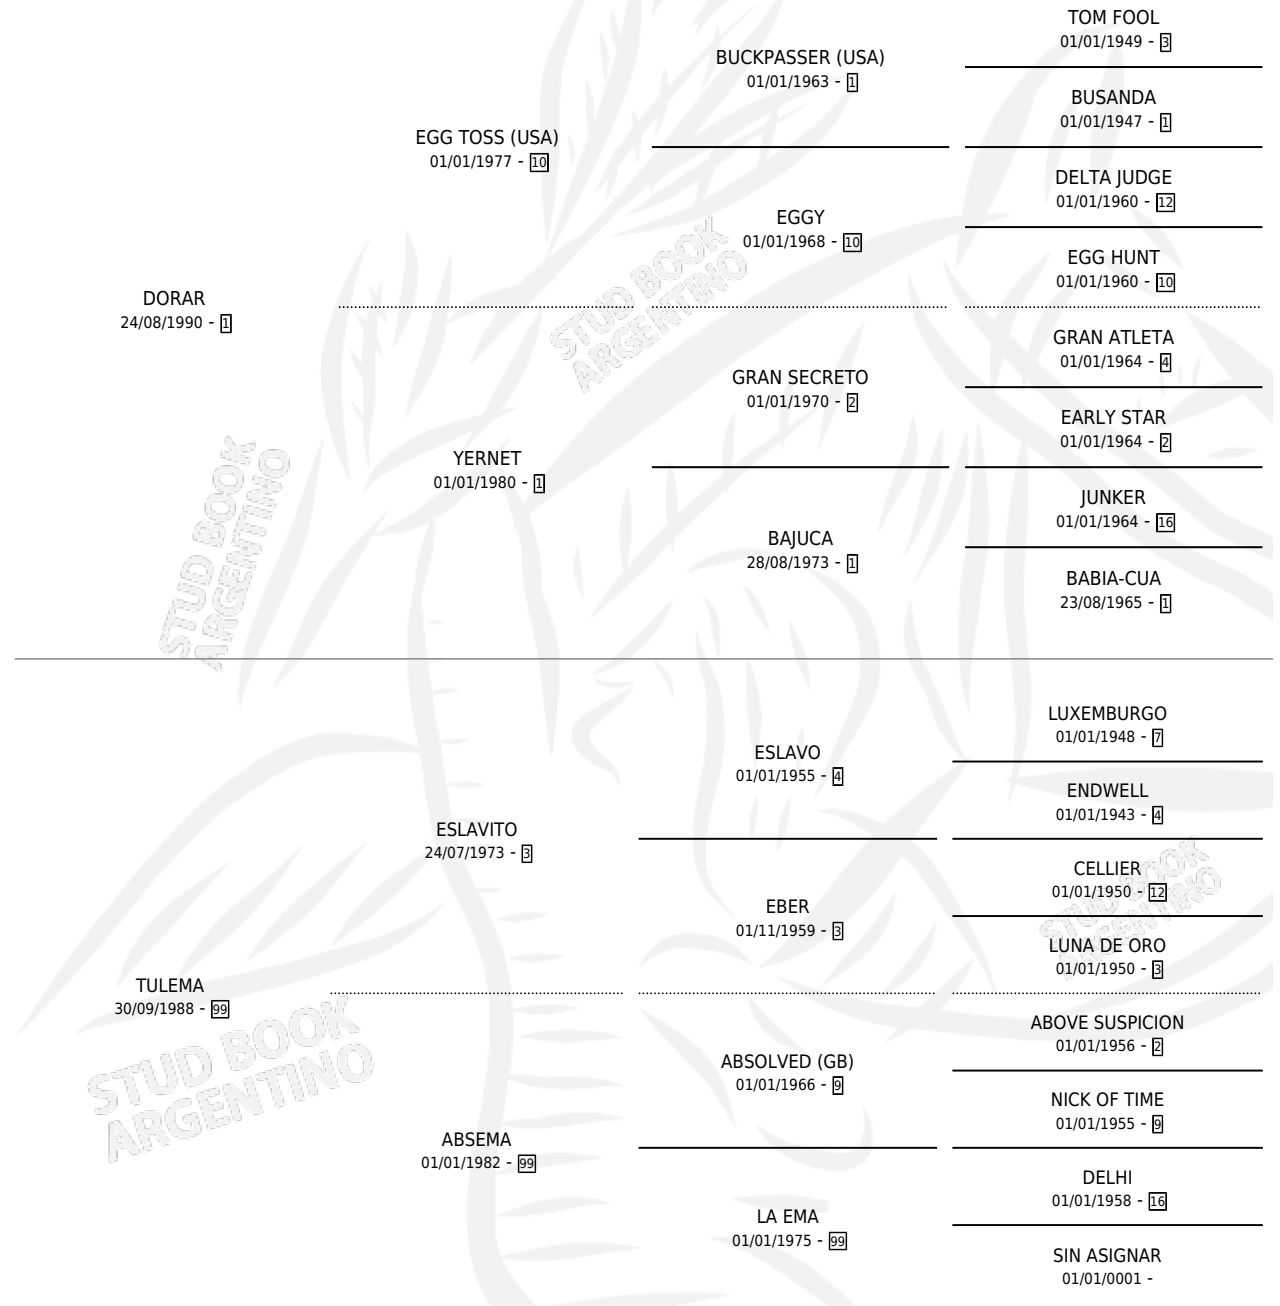 DORAR
24/08/1990 - 1
EGG TOSS (USA)
01/01/1977 - 10
BUCKPASSER (USA)
01/01/1963 - 1
TOM FOOL
01/01/1949 - 3
BUSANDA
01/01/1947 - 1
EGGY
01/01/1968 - 10
DELTA JUDGE
01/01/1960 - 12
EGG HUNT
01/01/1960 - 10
YERNET
01/01/1980 - 1
GRAN SECRETO
01/01/1970 - 2
GRAN ATLETA
01/01/1964 - 4
EARLY STAR
01/01/1964 - 2
BAJUCA
28/08/1973 - 1
JUNKER
01/01/1964 - 16
BABIA-CUA
23/08/1965 - 1
TULEMA
30/09/1988 - 99
ESLAVITO
24/07/1973 - 3
ESLAVO
01/01/1955 - 4
LUXEMBURGO
01/01/1948 - 7
ENDWELL
01/01/1943 - 4
EBER
01/11/1959 - 3
CELLIER
01/01/1950 - 12
LUNA DE ORO
01/01/1950 - 3
ABSEMA
01/01/1982 - 99
ABSOLVED (GB)
01/01/1966 - 9
ABOVE SUSPICION
01/01/1956 - 2
NICK OF TIME
01/01/1955 - 9
LA EMA
01/01/1975 - 99
DELHI
01/01/1958 - 16
SIN ASIGNAR
01/01/0001 -
STUD BOOK
ARGENTINO
STUD BOOK
ARGENTINO
STUD BOOK
ARGENTINO
STUD BOOK
ARGENTINO